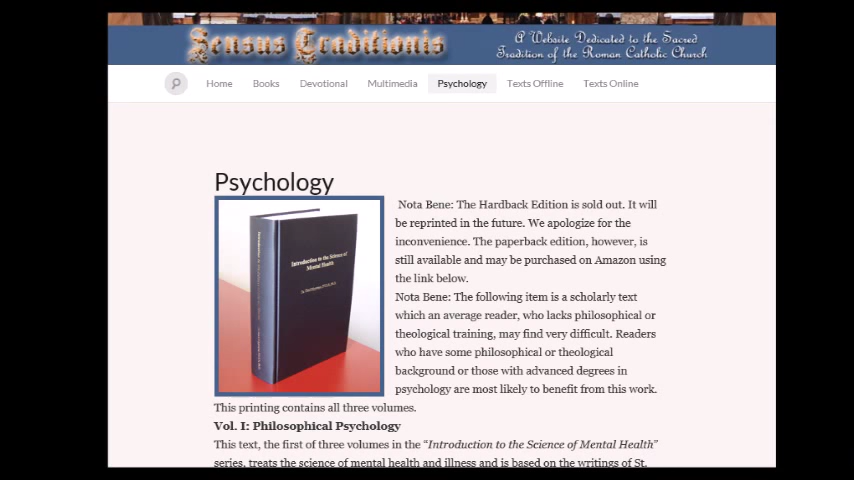 Sensus Traditionis
A Website Dedicated to the Sacred
Tradition of the Roman Catholic Church
Home Books Devotional Multimedia Psychology Texts Offline Texts Online
Psychology
Introduction to the Science of
Mental Health
Nota Bene: The Hardback Edition is sold out. It will
be reprinted in the future. We apologize for the
inconvenience. The paperback edition, however, is
still available and may be purchased on Amazon using
the link below.
Nota Bene: The following item is a scholarly text
which an average reader, who lacks philosophical or
theological training, may find very difficult. Readers
who have some philosophical or theological
background or those with advanced degrees in
psychology are most likely to benefit from this work.
This printing contains all three volumes.
Vol. I: Philosophical Psychology
This text, the first of three volumes in the “Introduction to the Science of Mental Health”
series, treats the science of mental health and illness and is based on the writings of St.